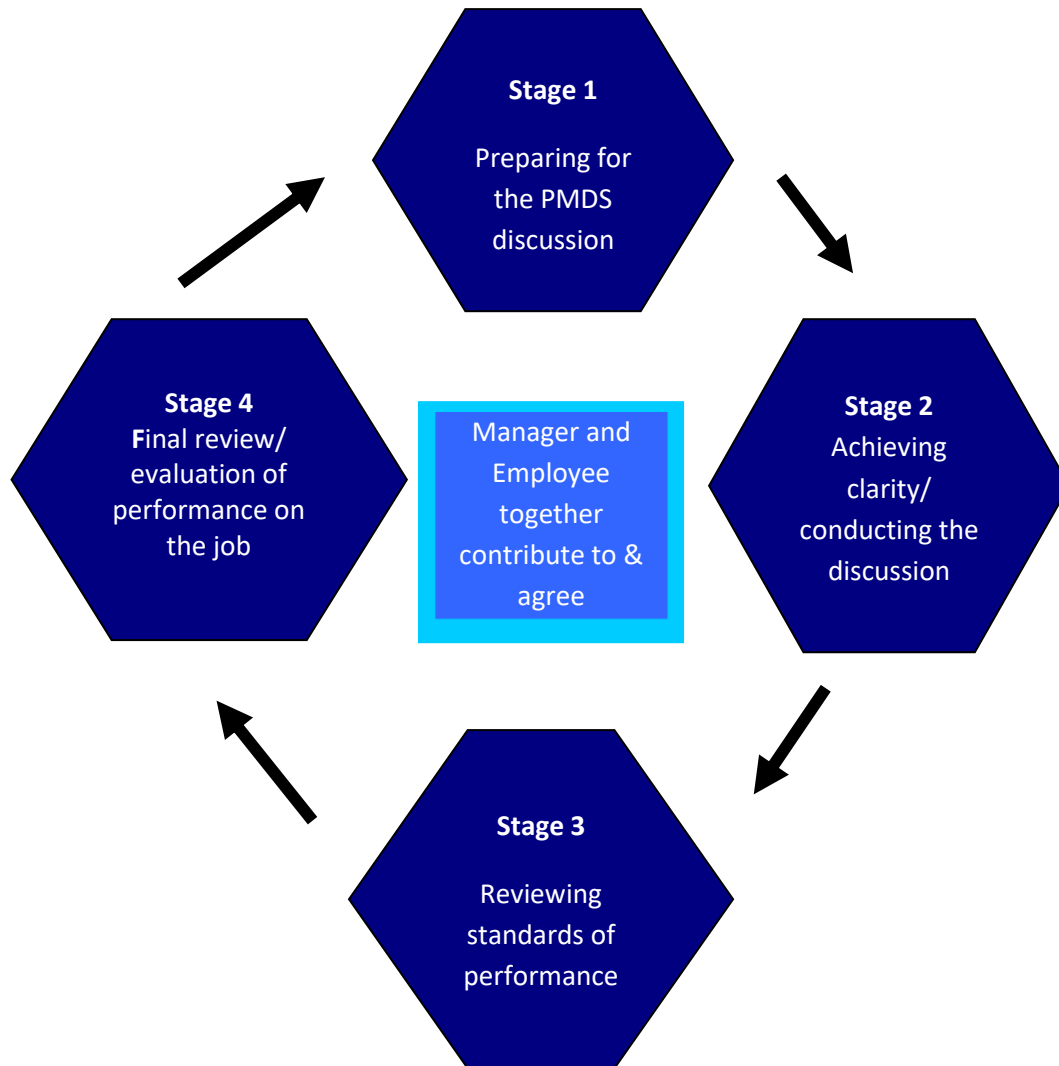 Stage 1
Preparing for
the PMDS
discussion
Stage 2
Achieving
clarity/
conducting the
discussion
Stage 3
Reviewing
standards of
performance
Stage 4
Final review/
evaluation of
performance on
the job
Manager and
Employee
together
contribute to &
agree